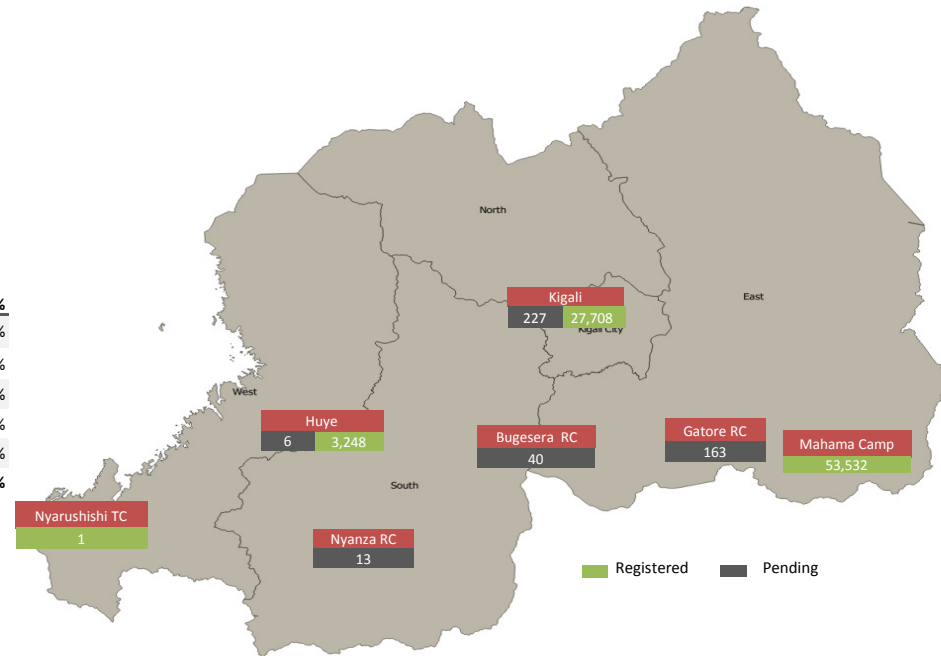 North
%
%
%
%
%
%
%
East
Kigali
227 27,708
Kigali City
West
Huye
6 3,248
Bugesera RC
40
Gatore RC
163
Mahama Camp
53,532
South
Nyarushishi TC
1
Nyanza RC
13
Registered Pending